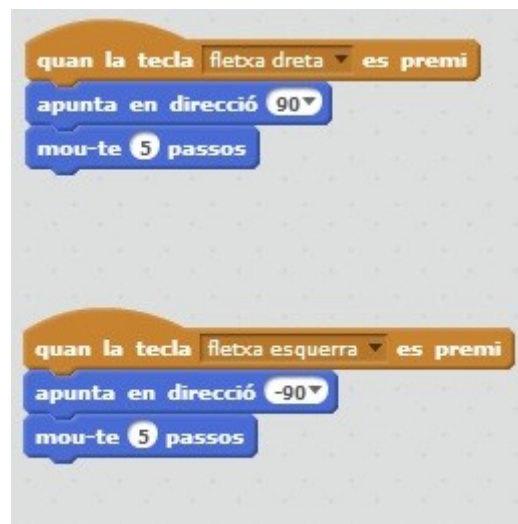 quan la tecla fletxa dreta es premi
apunta en direcció 90
mou-te 5 passos
quan la tecla fletxa esquerra es premi
apunta en direcció -90
mou-te 5 passos